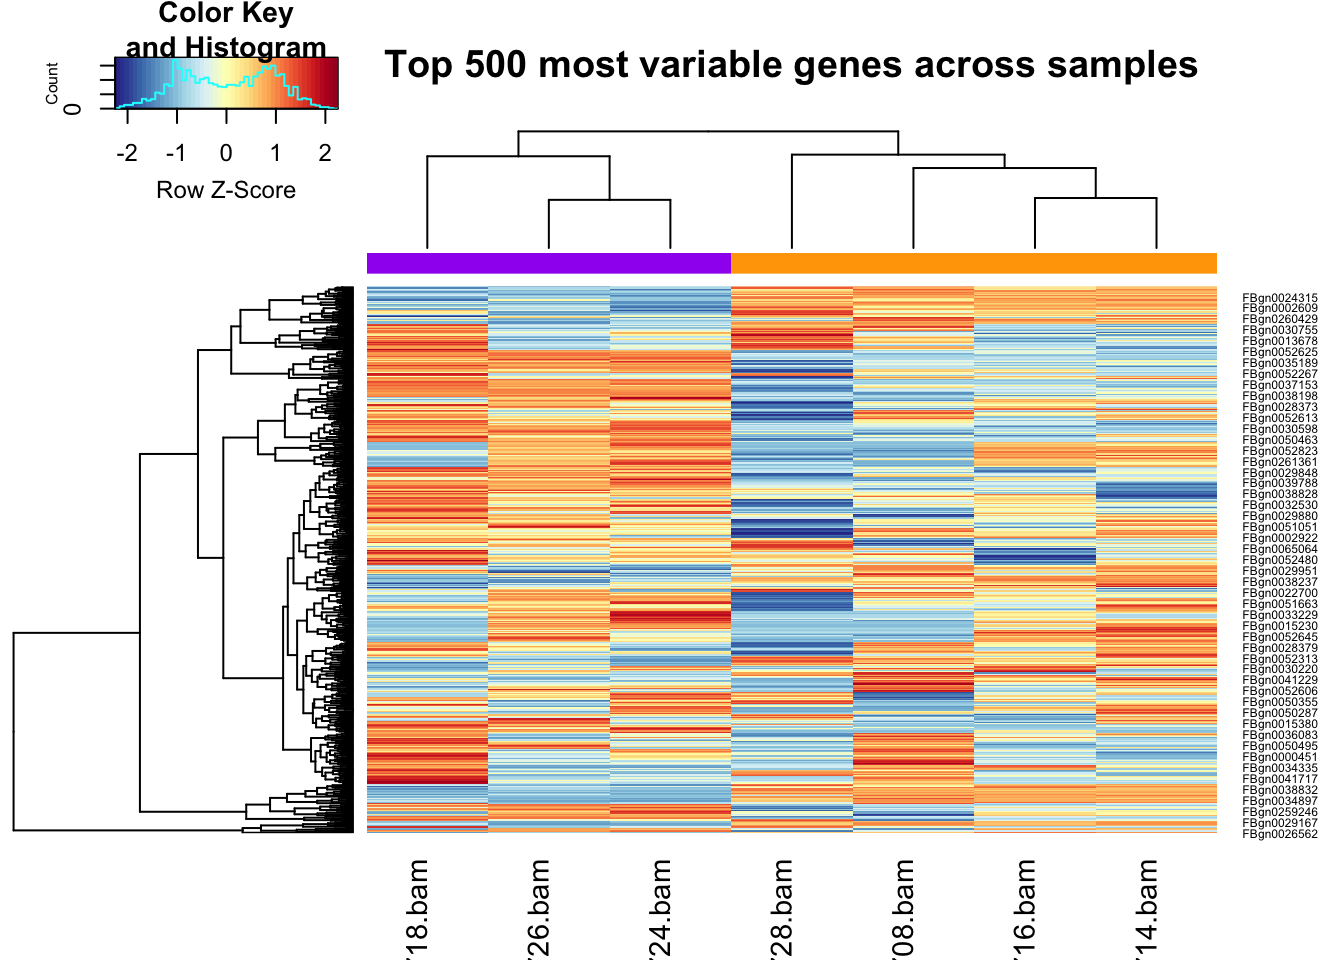 Color Key
and Histogram
Count
0
-2 -1 0 1 2
Row Z-Score
Top 500 most variable genes across samples
FBgn0024315
FBgn0002609
FBgn0260429
FBgn0030755
FBgn0013678
FBgn0052625
FBgn0035189
FBgn0052267
FBgn0037153
FBgn0038198
FBgn0028373
FBgn0052613
FBgn0030598
FBgn0050463
FBgn0052823
FBgn0261361
FBgn0029848
FBgn0039788
FBgn0038828
FBgn0032530
FBgn0029880
FBgn0051051
FBgn0002922
FBgn0065064
FBgn0052480
FBgn0029951
FBgn0038237
FBgn0022700
FBgn0051663
FBgn0033229
FBgn0015230
FBgn0052645
FBgn0028379
FBgn0052313
FBgn0030220
FBgn0041229
FBgn0052606
FBgn0050355
FBgn0050287
FBgn0015380
FBgn0036083
FBgn0050495
FBgn0000451
FBgn0034335
FBgn0041717
FBgn0038832
FBgn0034897
FBgn0259246
FBgn0029167
FBgn0026562
18.bam
26.bam
24.bam
28.bam
08.bam
16.bam
14.bam